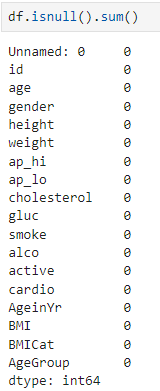 df.isnull().sum()
Unnamed: 0 0
id 0
age 0
gender 0
height 0
weight 0
ap_hi 0
ap_lo 0
cholesterol 0
gluc 0
smoke 0
alco 0
active 0
cardio 0
AgeinYr 0
BMI 0
BMICat 0
AgeGroup 0
dtype: int64